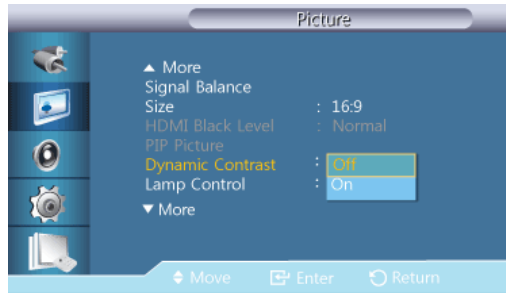 Picture
▲ More
Signal Balance
Size : 16:9
HDMI Black Level : Normal
PIP Picture
Dynamic Contrast : Off
Lamp Control : On
▼ More
Move Enter Return